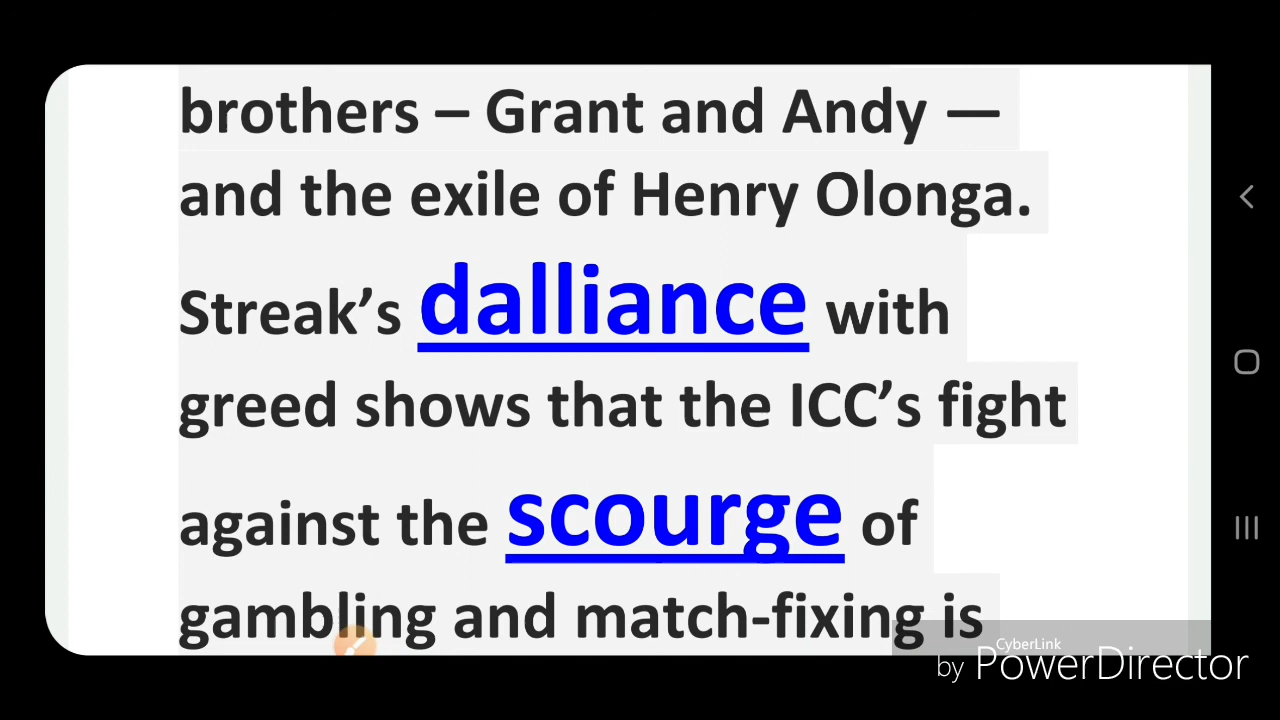 brothers – Grant and Andy —
and the exile of Henry Olonga.
Streak’s dalliance with
greed shows that the ICC’s fight
against the scourge of
gambling and match-fixing is
CyberLink
by PowerDirector